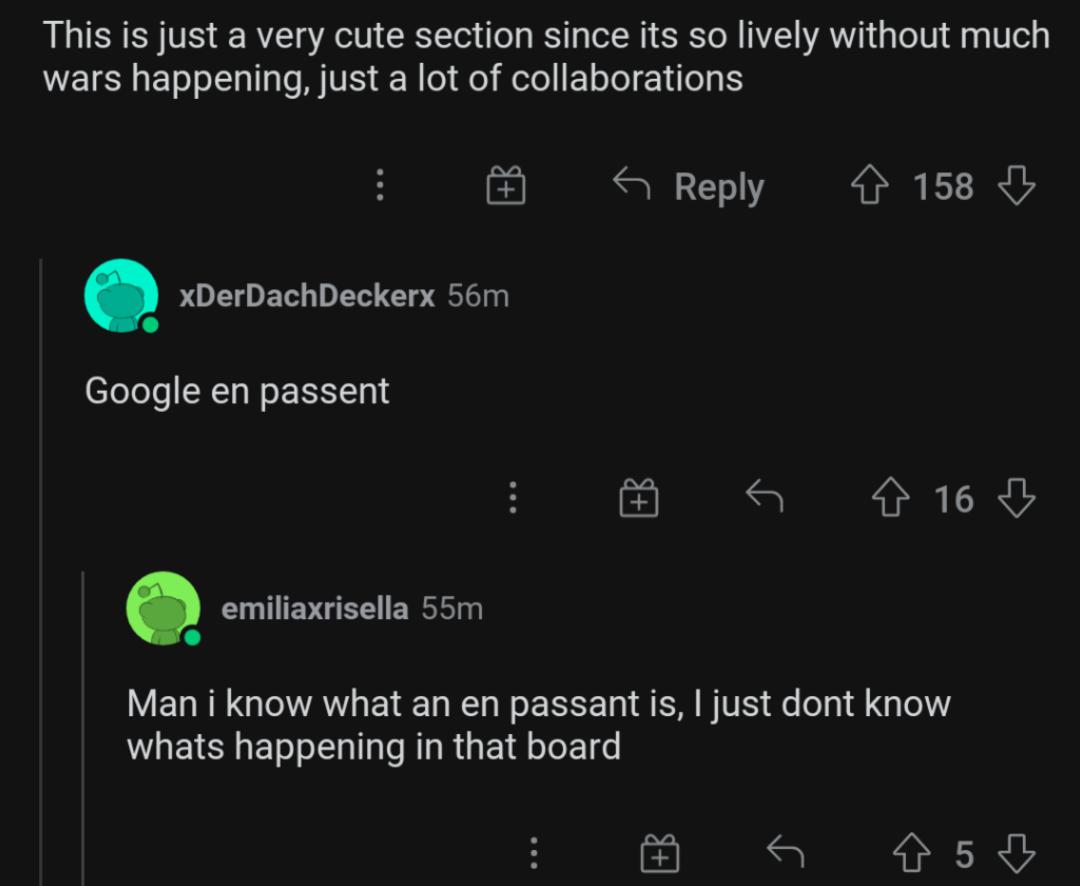 This is just a very cute section since its so lively without much
wars happening, just a lot of collaborations
Reply 158
xDerDachDeckerx 56m
Google en passent
16
emiliaxrisella 55m
Man i know what an en passant is, I just dont know
whats happening in that board
5